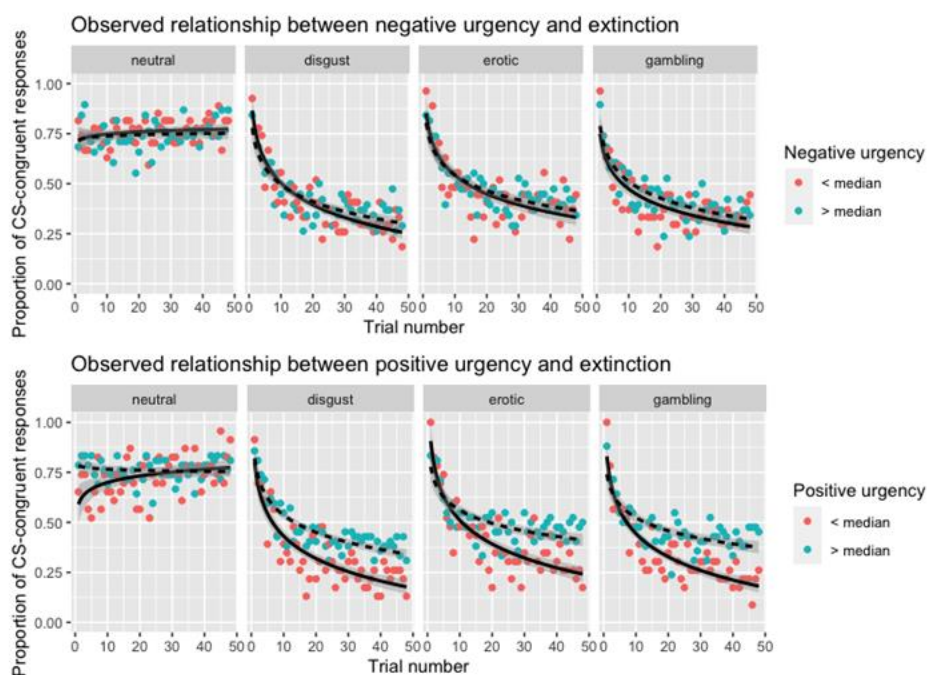 Observed relationship between negative urgency and extinction
neutral disgust erotic gambling
Proportion of CS-congruent responses
1.00
0.75
0.50
0.25
0.00
0 10 20 30 40 50 0 10 20 30 40 50 0 10 20 30 40 50 0 10 20 30 40 50
Trial number
Negative urgency
< median
> median
Observed relationship between positive urgency and extinction
neutral disgust erotic gambling
Proportion of CS-congruent responses
1.00
0.75
0.50
0.25
0.00
0 10 20 30 40 50 0 10 20 30 40 50 0 10 20 30 40 50 0 10 20 30 40 50
Trial number
Positive urgency
< median
> median